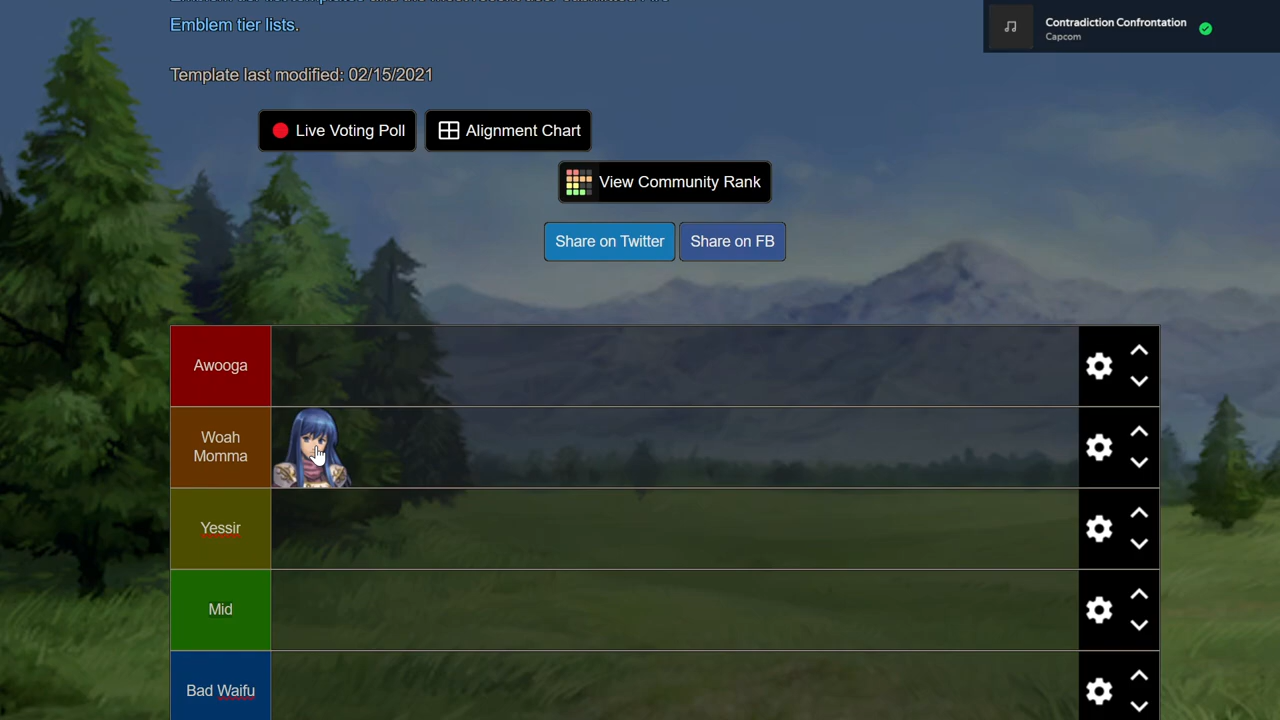 Emblem tier lists.
Contradiction Confrontation
Capcom
Template last modified: 02/15/2021
Live Voting Poll
Alignment Chart
View Community Rank
Share on Twitter
Share on FB
Awooga
Woah
Momma
Yessir
Mid
Bad Waifu